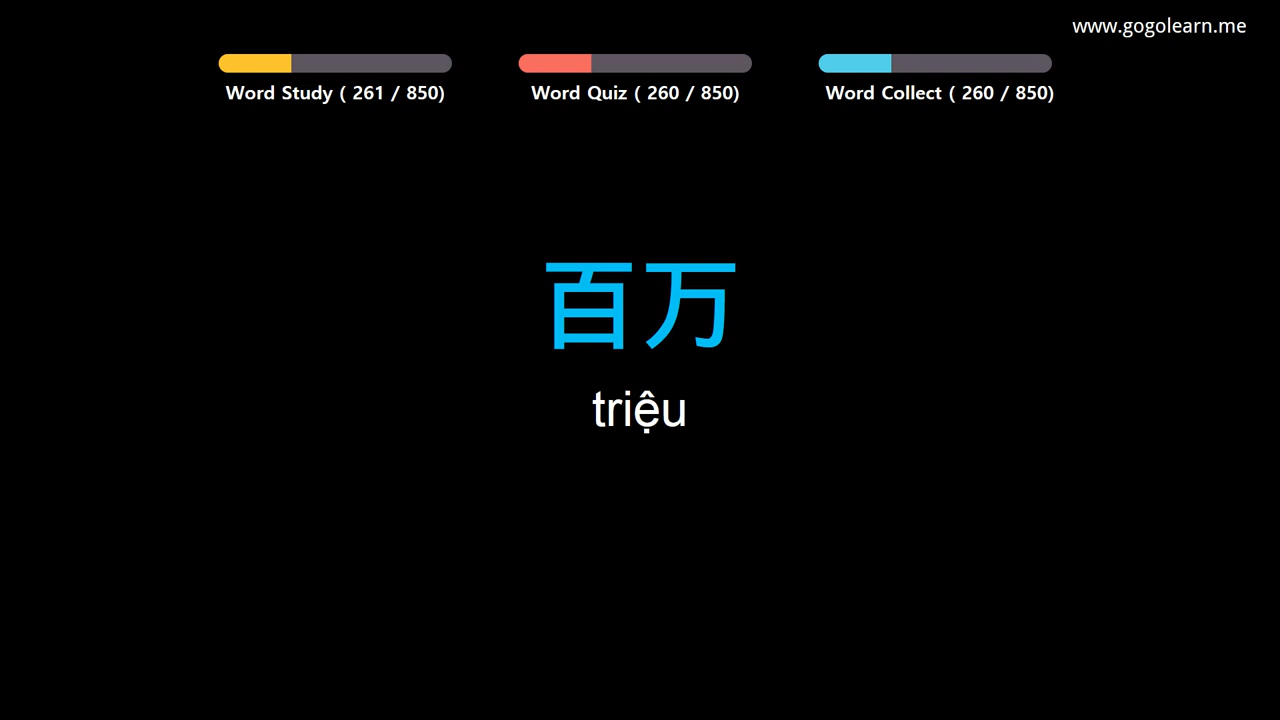 www.gogolearn.me
Word Study ( 261 / 850)
Word Quiz ( 260 / 850)
Word Collect ( 260 / 850)
百万
triệu